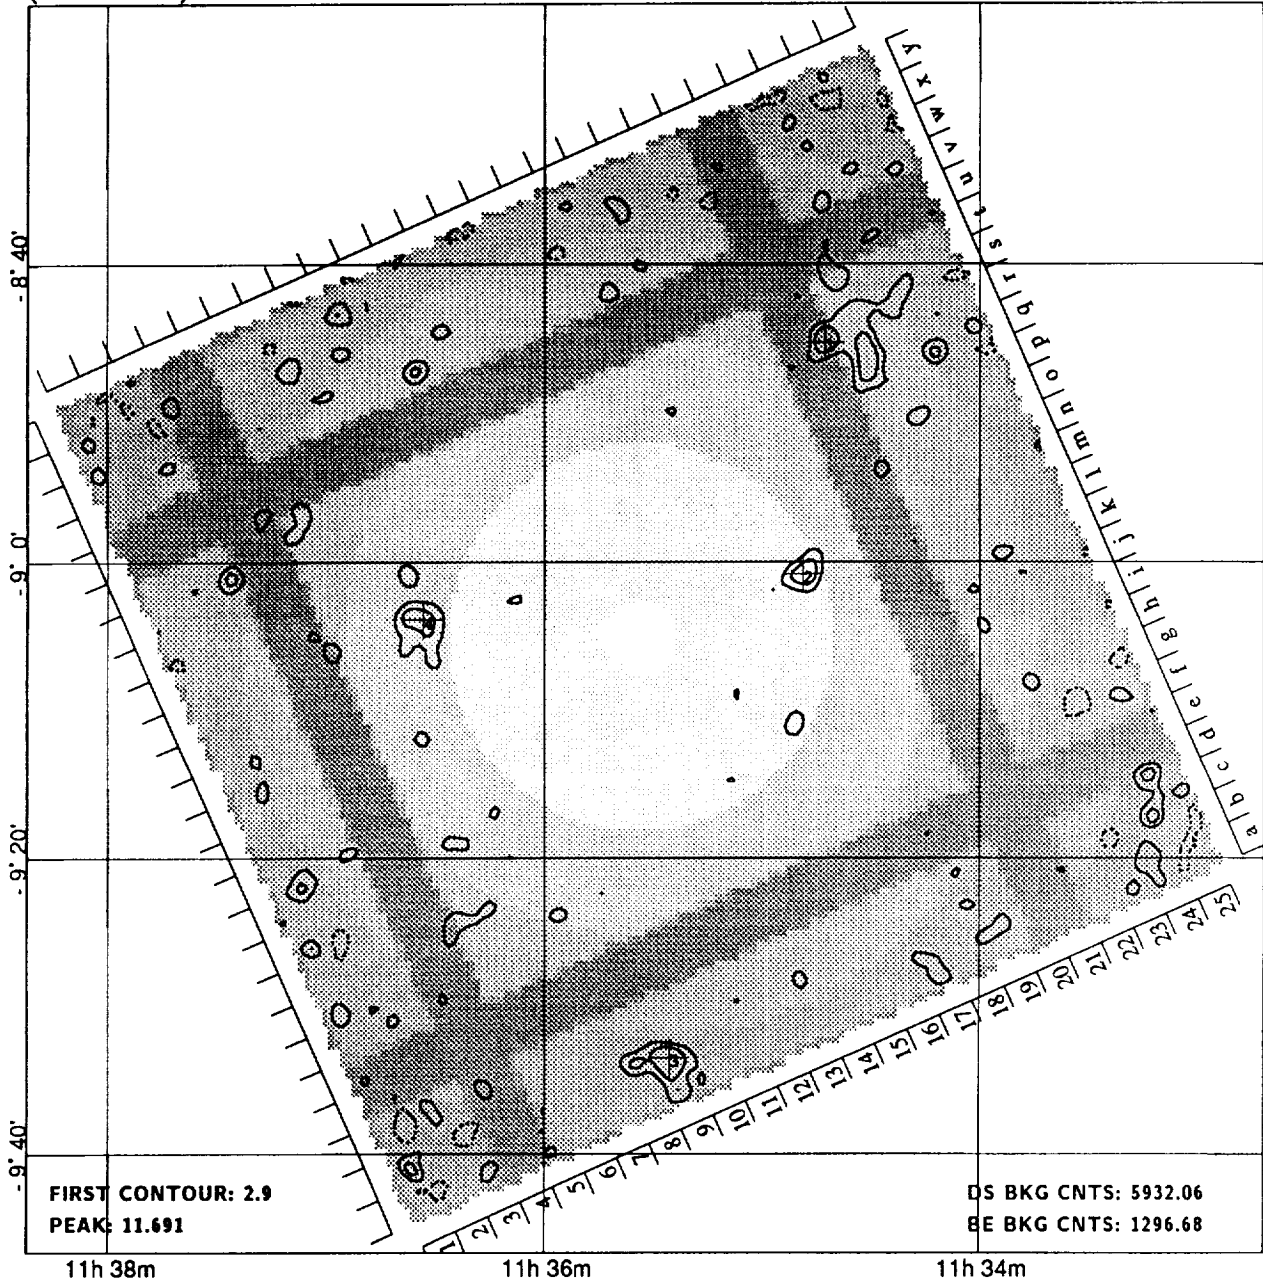 y|x|w|v|u|t|s|r|q|p|o|n|m|l|k|j|i|h|g|f|e|d|c|b|a
-8° 40'
-9° 0'
-9° 20'
-9° 40'
2
3
1| 2| 3| 4| 5| 6| 7| 8| 9| 10| 11| 12| 13| 14| 15| 16| 17| 18| 19| 20| 21| 22| 23| 24| 25
FIRST CONTOUR: 2.9
PEAK: 11.691
DS BKG CNTS: 5932.06
BE BKG CNTS: 1296.68
11h 38m
11h 36m
11h 34m